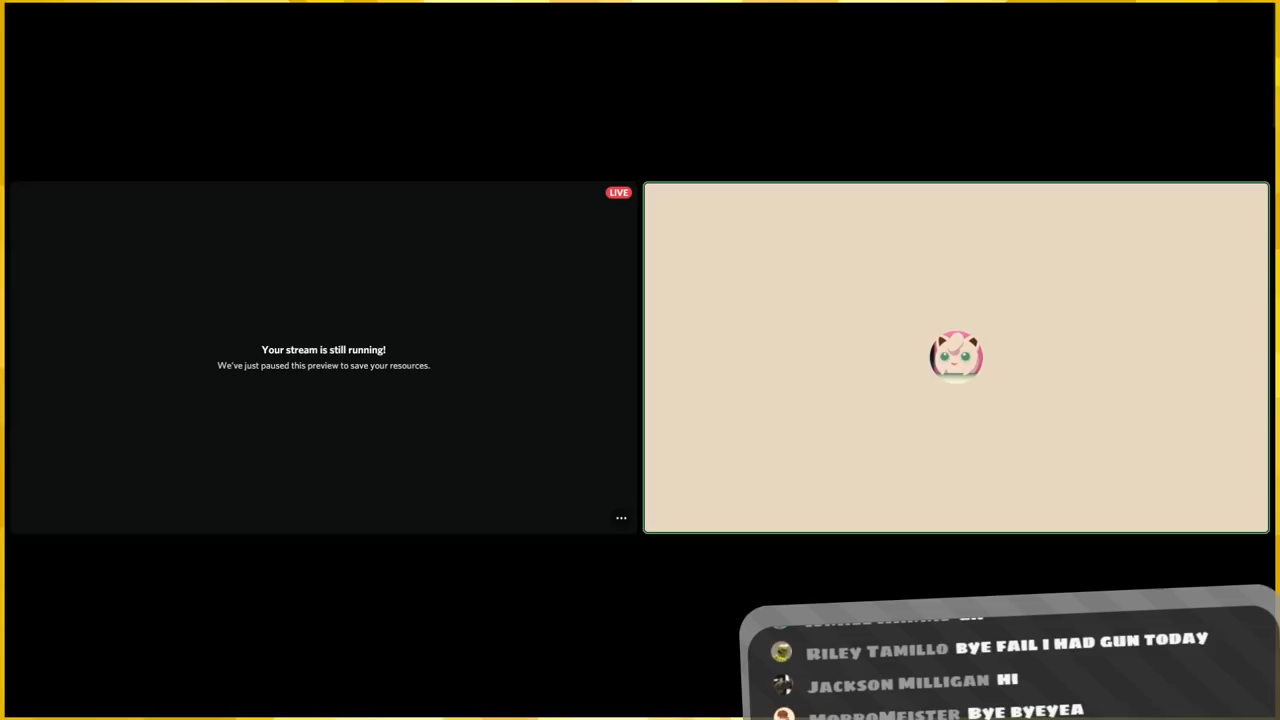 LIVE
Your stream is still running!
We've just paused this preview to save your resources.
RILEY TAMILLO BYE FAIL I HAD GUN TODAY
JACKSON MILLIGAN HI
MORROMEISTER BYE BYEYEA